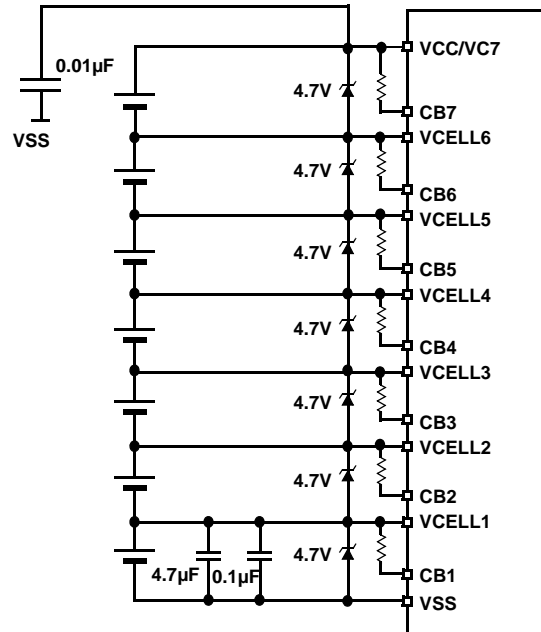 VCC/VC7
0.01µF
4.7V
CB7
VSS
VCELL6
4.7V
CB6
VCELL5
4.7V
CB5
VCELL4
4.7V
CB4
VCELL3
4.7V
CB3
VCELL2
4.7V
CB2
VCELL1
4.7µF
0.1µF
4.7V
CB1
VSS